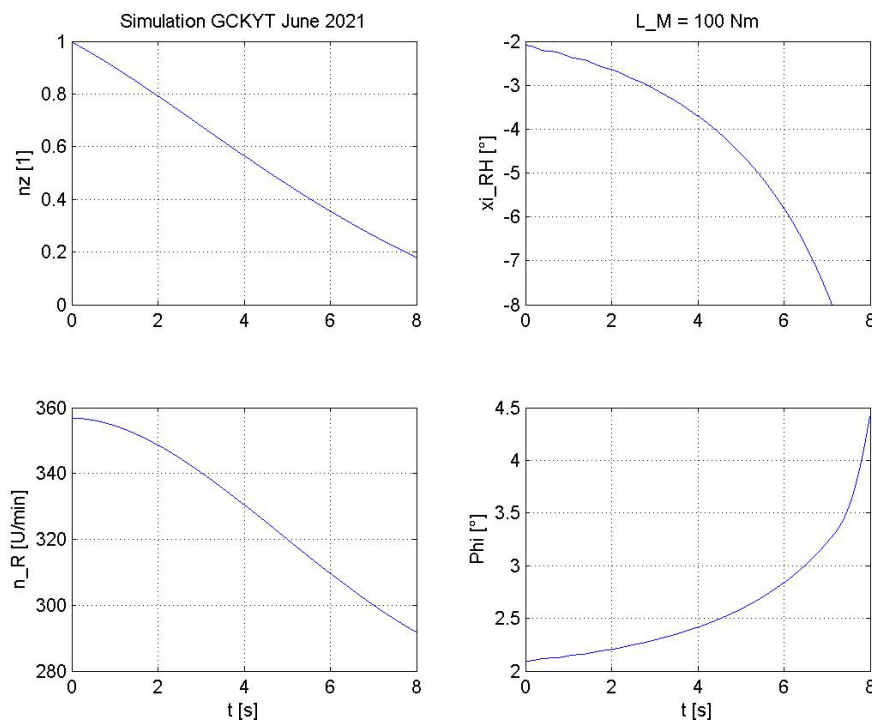 Simulation GCKYT June 2021
nz [1]
1
0.8
0.6
0.4
0.2
0
0 2 4 6 8
L_M = 100 Nm
xi_RH [°]
-2
-3
-4
-5
-6
-7
-8
0 2 4 6 8
n_R [U/min]
360
340
320
300
280
0 2 4 6 8
t [s]
Phi [°]
4.5
4
3.5
3
2.5
2
0 2 4 6 8
t [s]